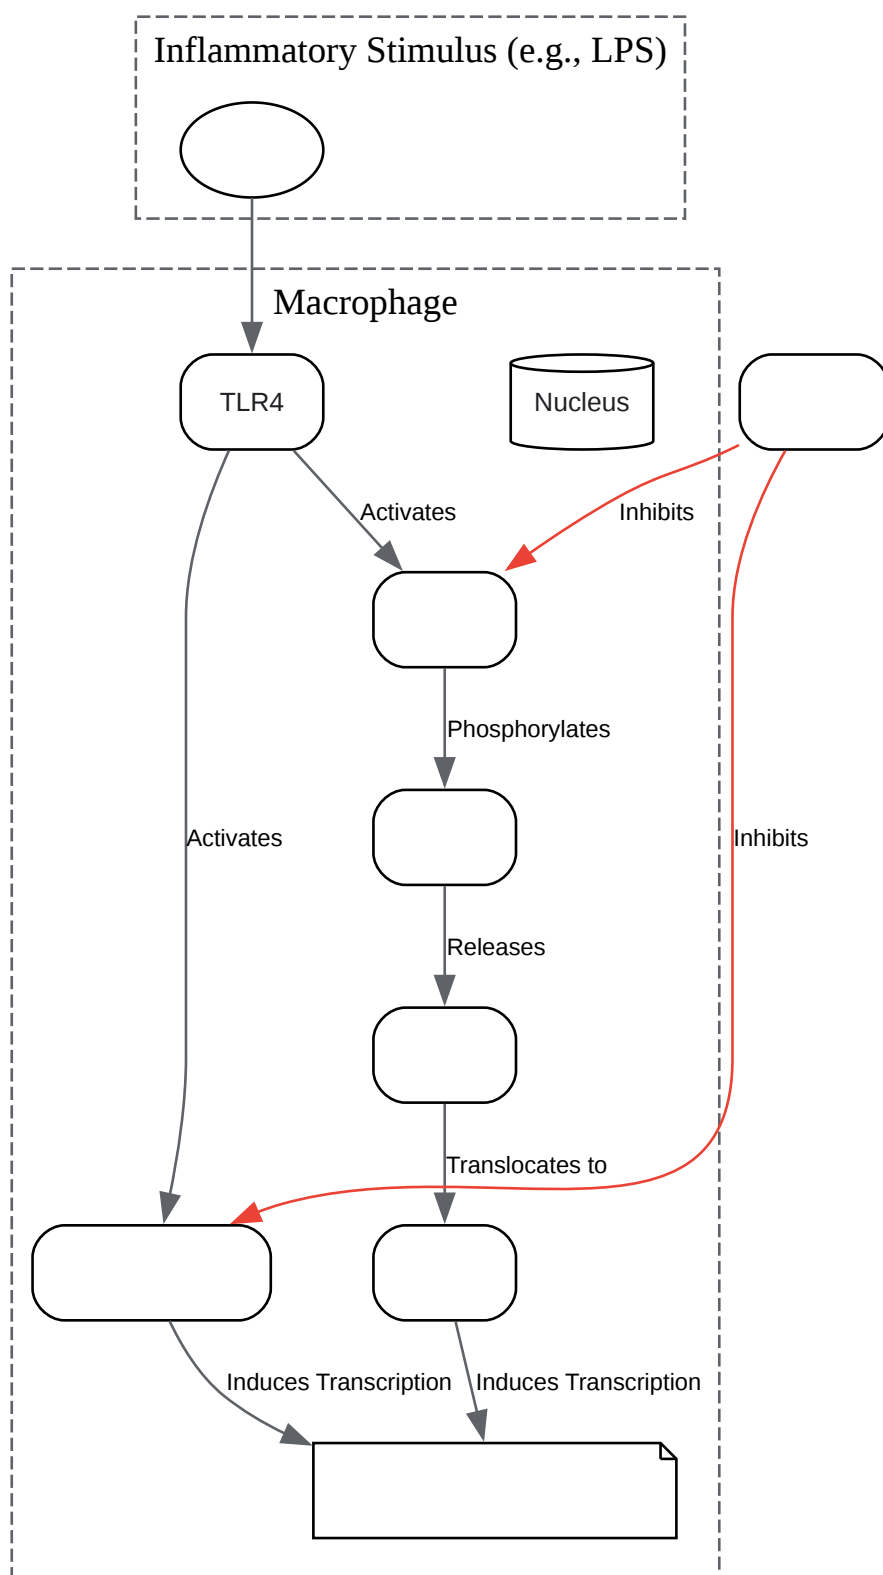 Inflammatory Stimulus (e.g., LPS)
Macrophage
TLR4
Nucleus
Activates
Inhibits
Phosphorylates
Activates
Inhibits
Releases
Translocates to
Induces Transcription
Induces Transcription